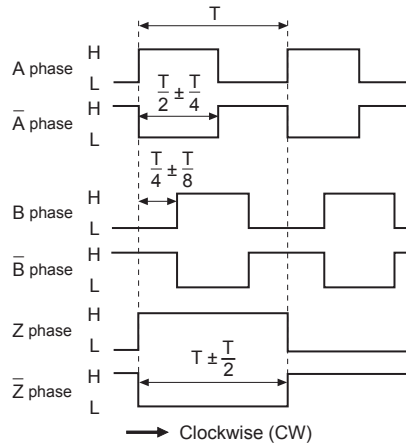 T
H
A phase
L
H
A̅ phase
L
T/2 ± T/4
T/4 ± T/8
H
B phase
L
H
B̅ phase
L
H
Z phase
L
H
Z̅ phase
L
T ± T/2
Clockwise (CW)